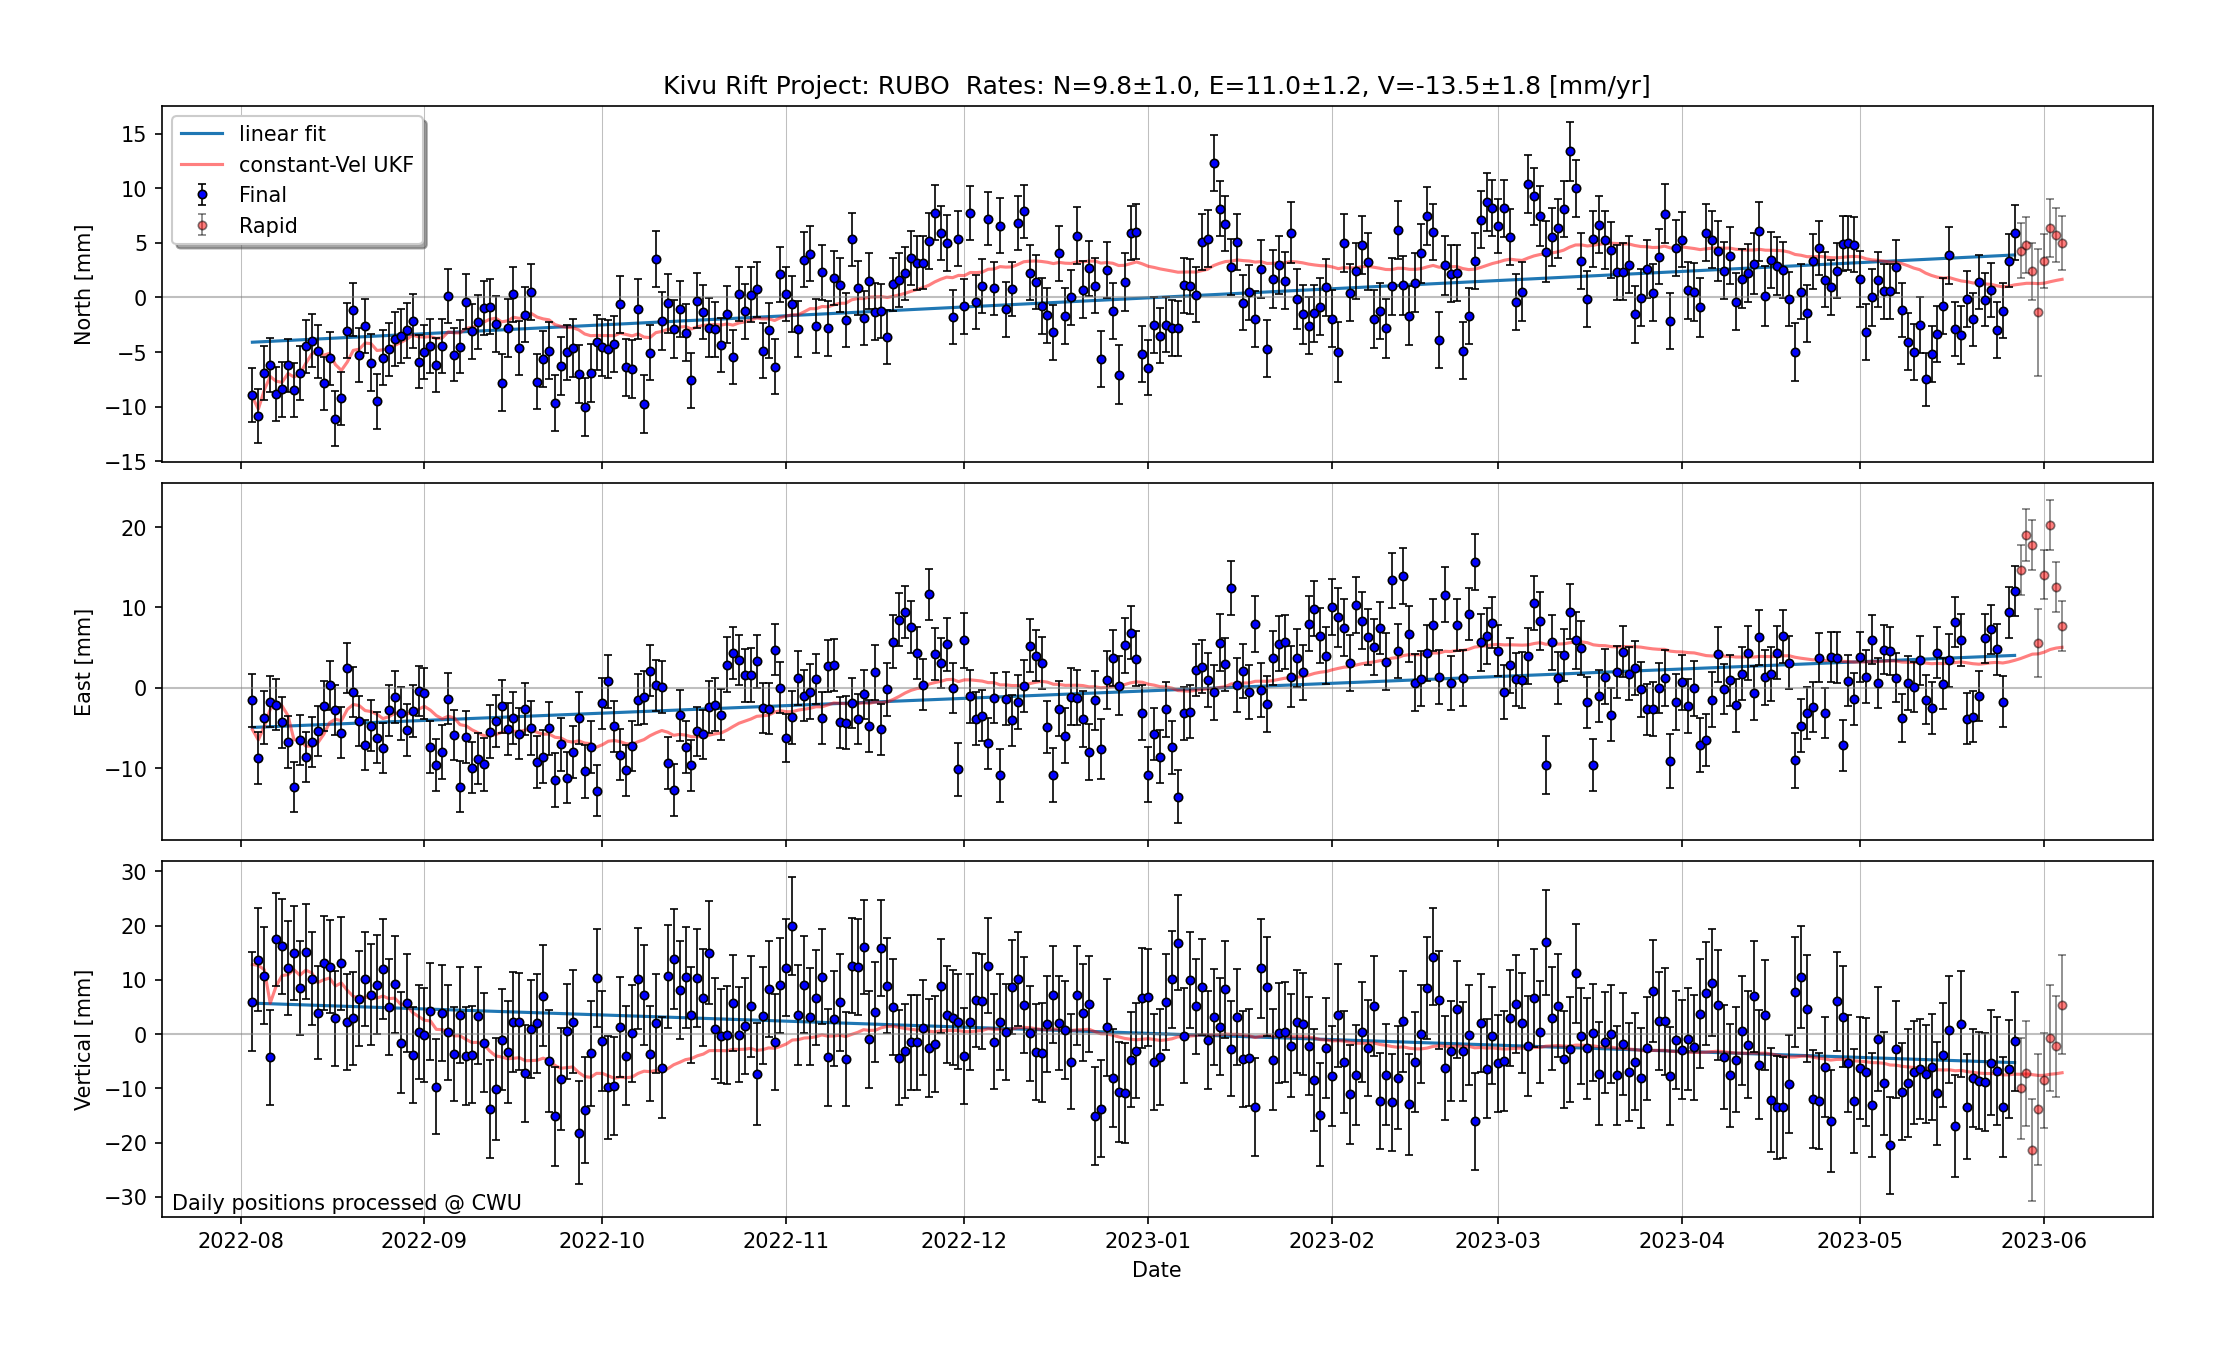 Kivu Rift Project: RUBO  Rates: N=9.8±1.0, E=11.0±1.2, V=-13.5±1.8 [mm/yr]
linear fit
constant-Vel UKF
Final
Rapid
North [mm]
15
10
5
0
−5
−10
−15
East [mm]
20
10
0
−10
Vertical [mm]
30
20
10
0
−10
−20
−30
Daily positions processed @ CWU
2022-08 2022-09 2022-10 2022-11 2022-12 2023-01 2023-02 2023-03 2023-04 2023-05 2023-06
Date